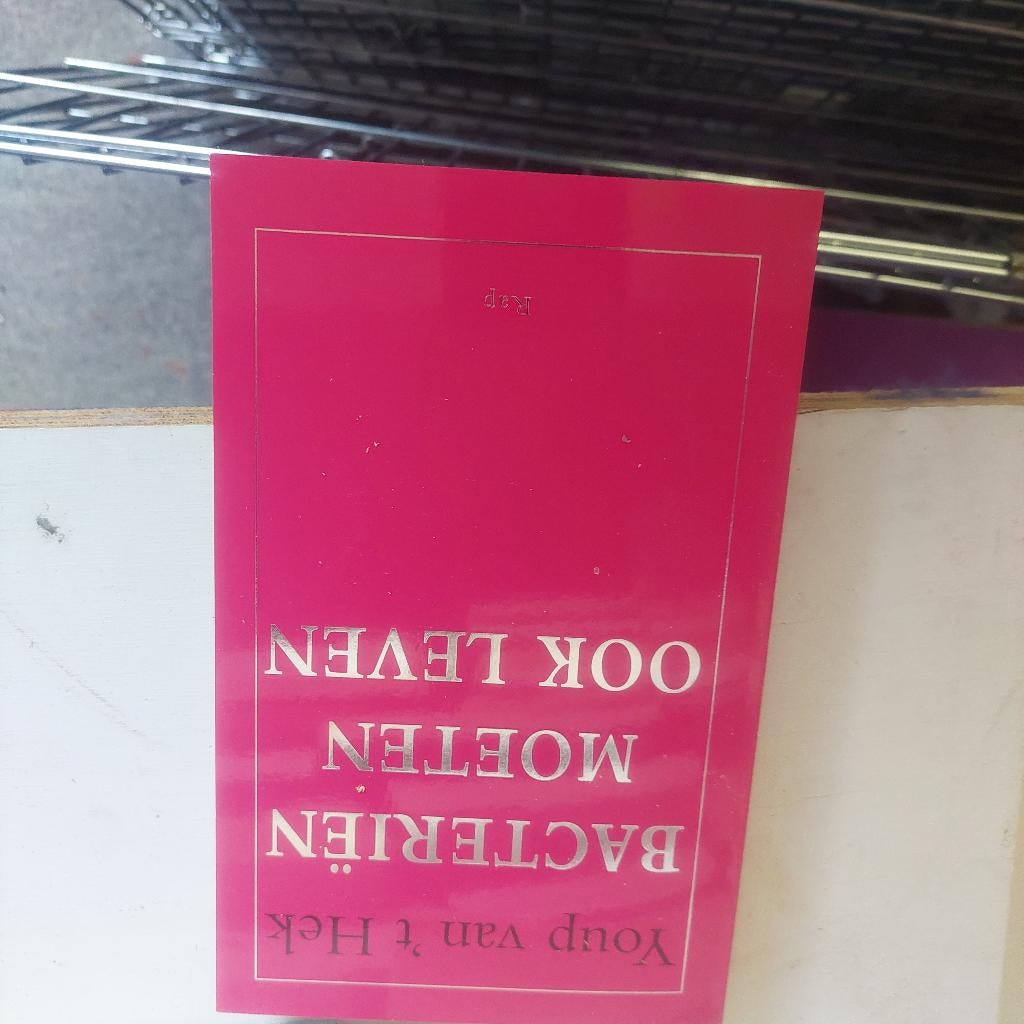 Youp van 't Hek
BACTERIËN
MOETEN
OOK LEVEN
Rap